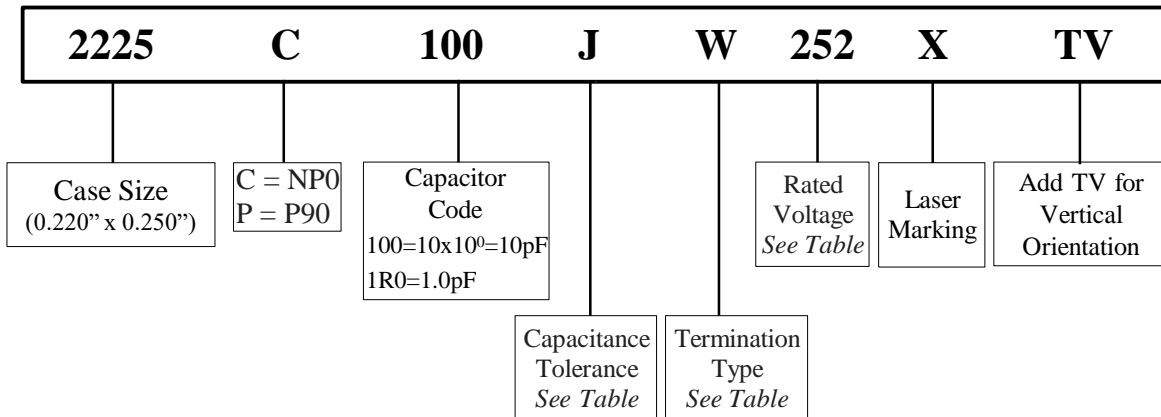 2225 C 100 J W 252 X TV
Case Size
(0.220” x 0.250”)
C = NP0
P = P90
Capacitor
Code
100=10x10⁰=10pF
1R0=1.0pF
Capacitance
Tolerance
See Table
Termination
Type
See Table
Rated
Voltage
See Table
Laser
Marking
Add TV for
Vertical
Orientation